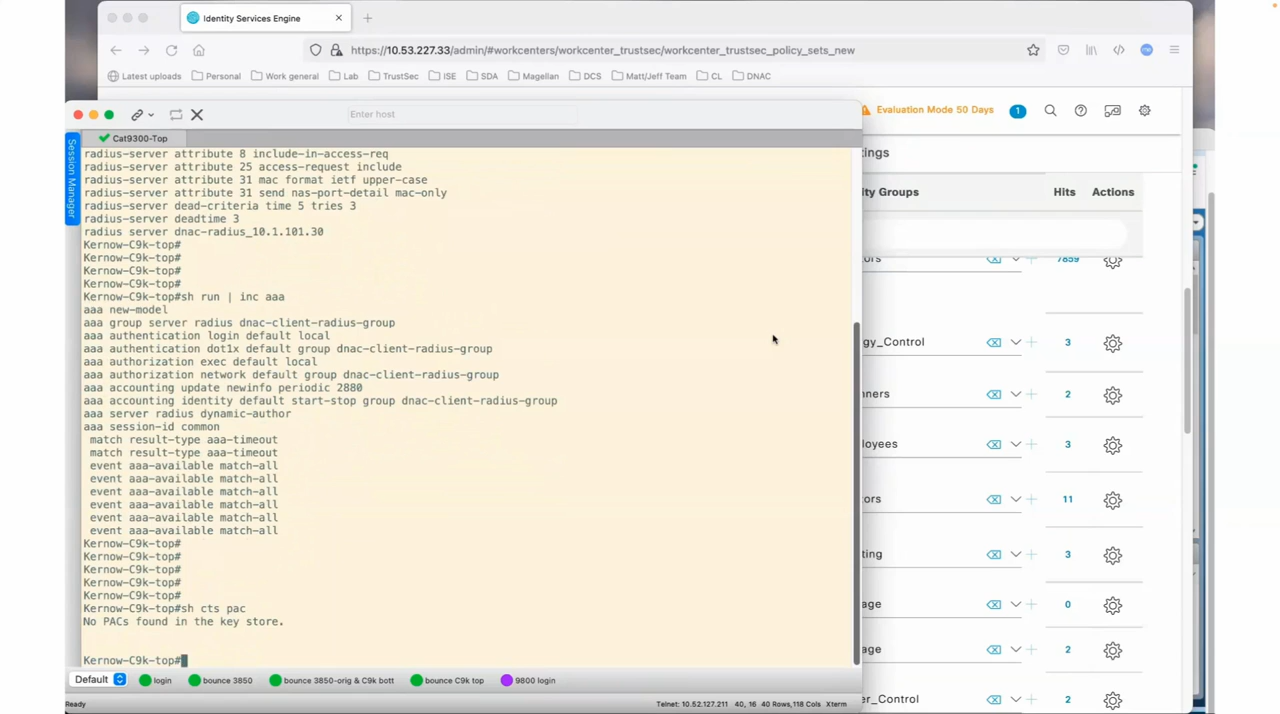 Identity Services Engine
https://10.53.227.33/admin/#workcenters/workcenter_trustsec/workcenter_trustsec_policy_sets_new
Latest uploads Personal Work general Lab TrustSec ISE SDA Magellan DCS Matt/Jeff Team CL DNAC
Enter host
Evaluation Mode 50 Days 1
Cat9300-Top
Session Manager
radius-server attribute 8 include-in-access-req
radius-server attribute 25 access-request include
radius-server attribute 31 mac format ietf upper-case
radius-server attribute 31 send nas-port-detail mac-only
radius-server dead-criteria time 5 tries 3
radius-server deadtime 3
radius server dnac-radius_10.1.101.30
Kernow-C9k-top#
Kernow-C9k-top#
Kernow-C9k-top#
Kernow-C9k-top#
Kernow-C9k-top#sh run | inc aaa
aaa new-model
aaa group server radius dnac-client-radius-group
aaa authentication login default local
aaa authentication dot1x default group dnac-client-radius-group
aaa authorization exec default local
aaa authorization network default group dnac-client-radius-group
aaa accounting update newinfo periodic 2880
aaa accounting identity default start-stop group dnac-client-radius-group
aaa server radius dynamic-author
aaa session-id common
match result-type aaa-timeout
match result-type aaa-timeout
event aaa-available match-all
event aaa-available match-all
event aaa-available match-all
event aaa-available match-all
event aaa-available match-all
event aaa-available match-all
Kernow-C9k-top#
Kernow-C9k-top#
Kernow-C9k-top#
Kernow-C9k-top#
Kernow-C9k-top#
Kernow-C9k-top#sh cts pac
No PACs found in the key store.
Kernow-C9k-top#
Default login bounce 3850 bounce 3850-orig & C9k bott bounce C9k top 9800 login
Ready Telnet: 10.52.127.211 40, 16 40 Rows,118 Cols Xterm
tings
ity Groups Hits Actions
ors 7859
gy_Control 3
nners 2
loyees 3
ors 11
ting 3
age 0
age 2
er_Control 2